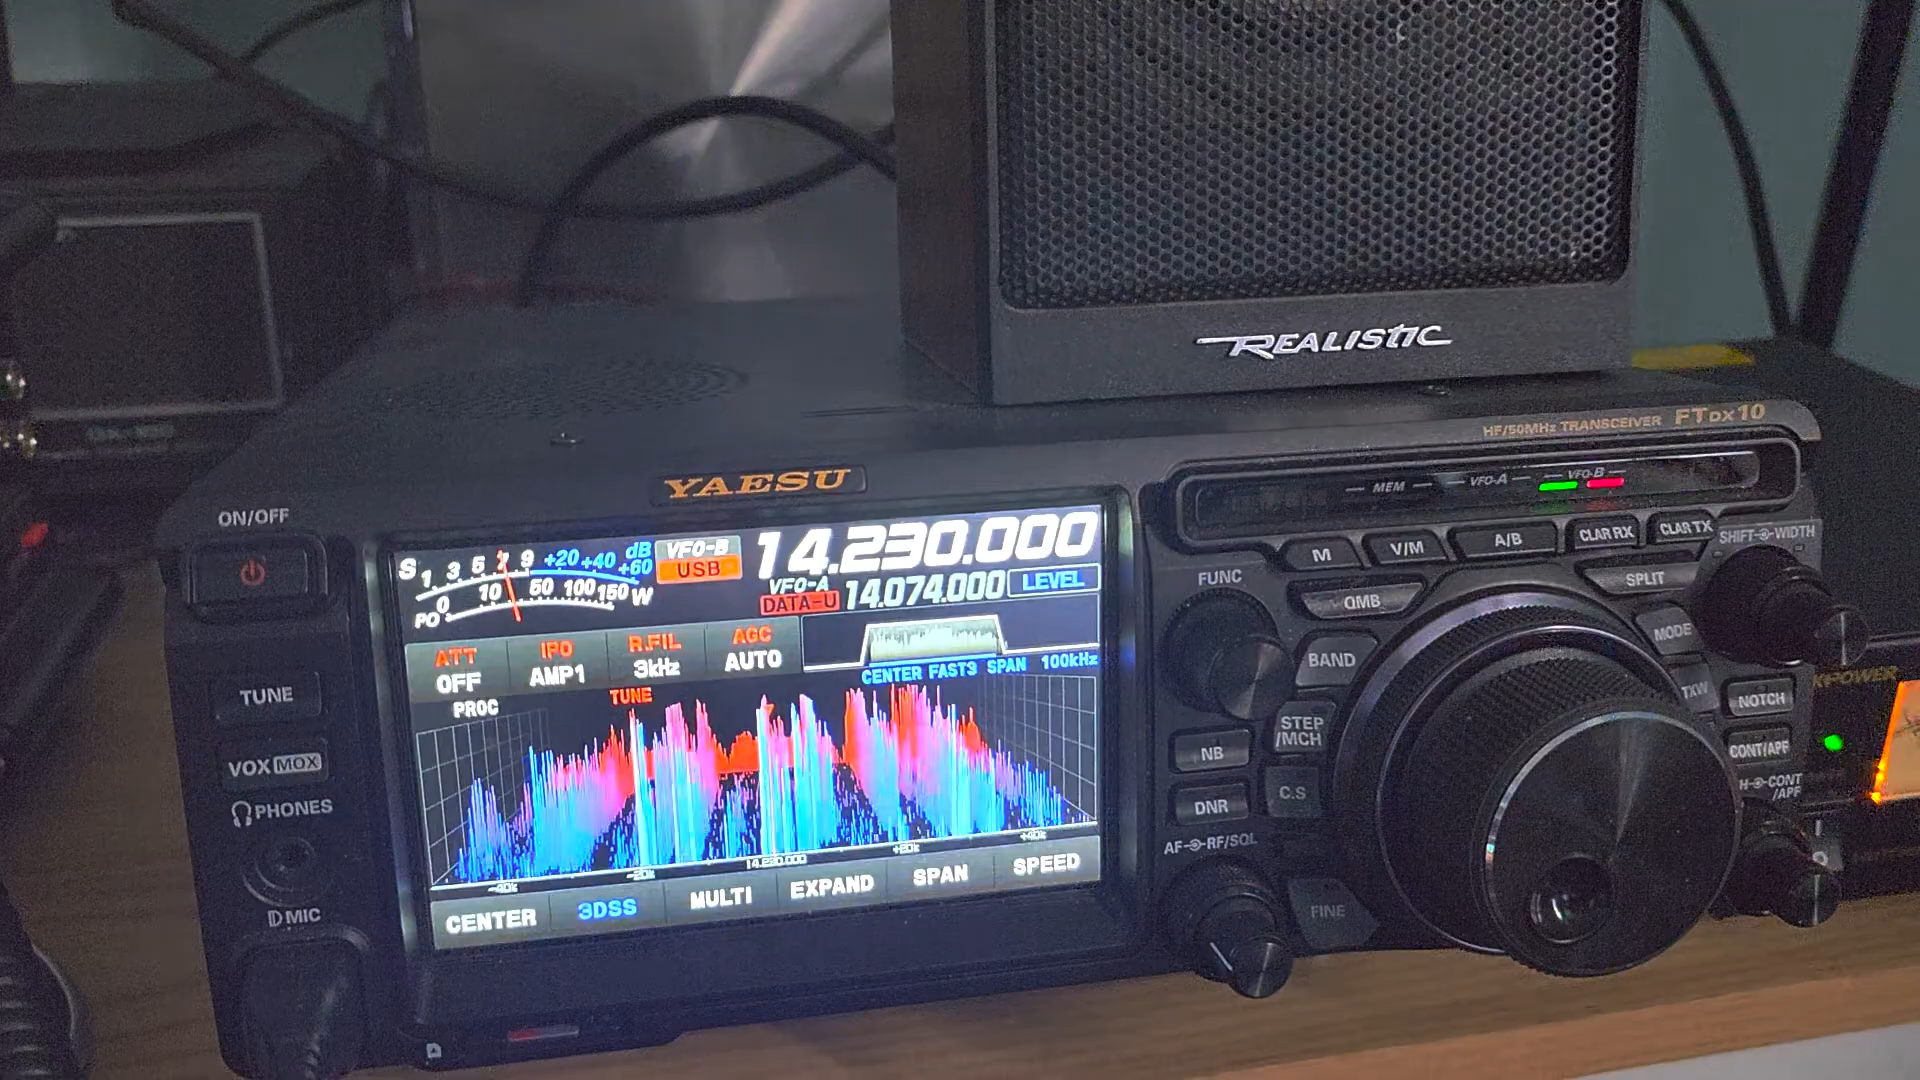 REALISTIC
HF/50MHz TRANSCEIVER FTDX10
YAESU
MEM VFO-A VFO-B
ON/OFF
TUNE
VOX MOX
PHONES
MIC
S 1 3 5 7 9 +20 +40 +60 dB
PO 0 10 50 100 150 W
VFO-B
USB
14.230.000
VFO-A
DATA-U
14.074.000
LEVEL
ATT
OFF
IPO
AMP1
R.FIL
3kHz
AGC
AUTO
CENTER FAST3 SPAN 100kHz
PROC
TUNE
-40k -20k 14.230.000 +20k +40k
CENTER 3DSS MULTI EXPAND SPAN SPEED
M V/M A/B CLAR RX CLAR TX
SHIFT WIDTH
FUNC
QMB
SPLIT
MODE
BAND
TXW
NOTCH
STEP
/MCH
NB
CONT/APF
DNR
C.S
H CONT
/APF
AF RF/SQL
FINE